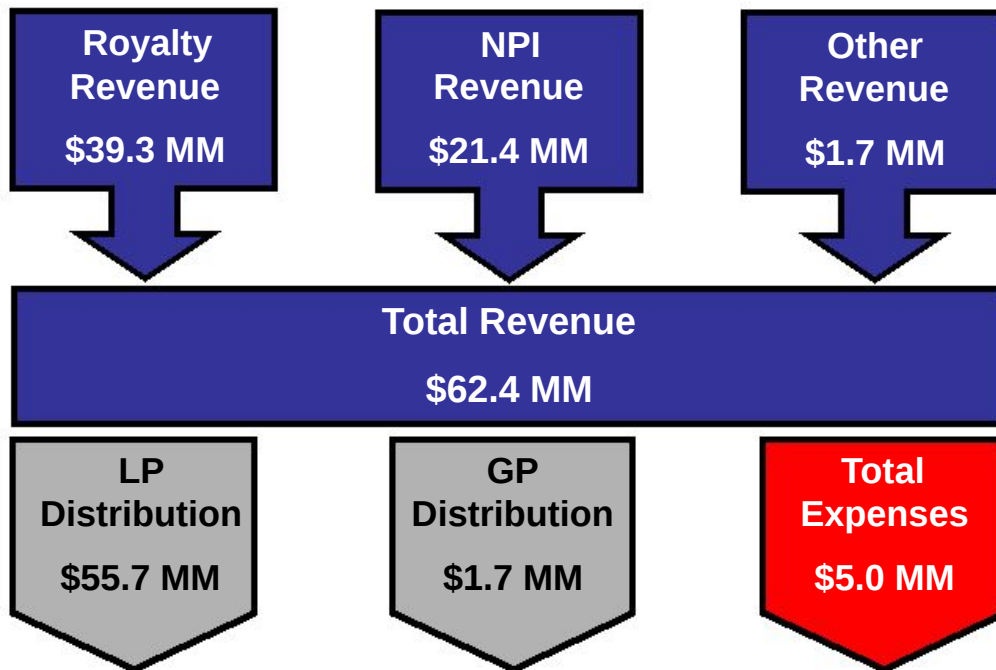 Royalty
Revenue
$39.3 MM
NPI
Revenue
$21.4 MM
Other
Revenue
$1.7 MM
Total Revenue
$62.4 MM
LP
Distribution
$55.7 MM
GP
Distribution
$1.7 MM
Total
Expenses
$5.0 MM